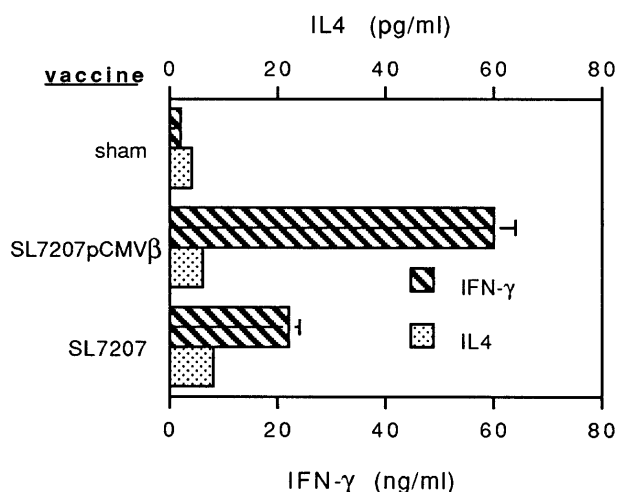 IL4 (pg/ml)
vaccine
0 20 40 60 80
sham
SL7207pCMVβ
IFN-γ
IL4
SL7207
0 20 40 60 80
IFN-γ (ng/ml)